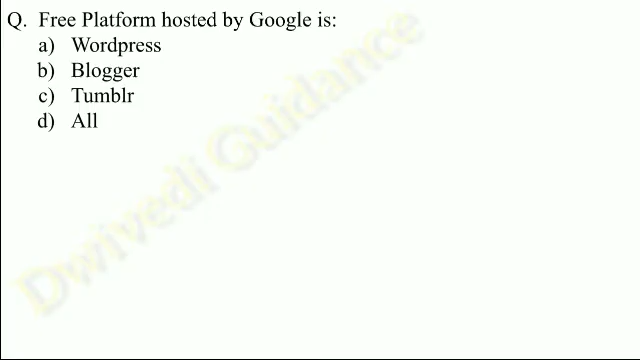 Q. Free Platform hosted by Google is:
a) Wordpress
b) Blogger
c) Tumblr
d) All
Dwivedi Guidance